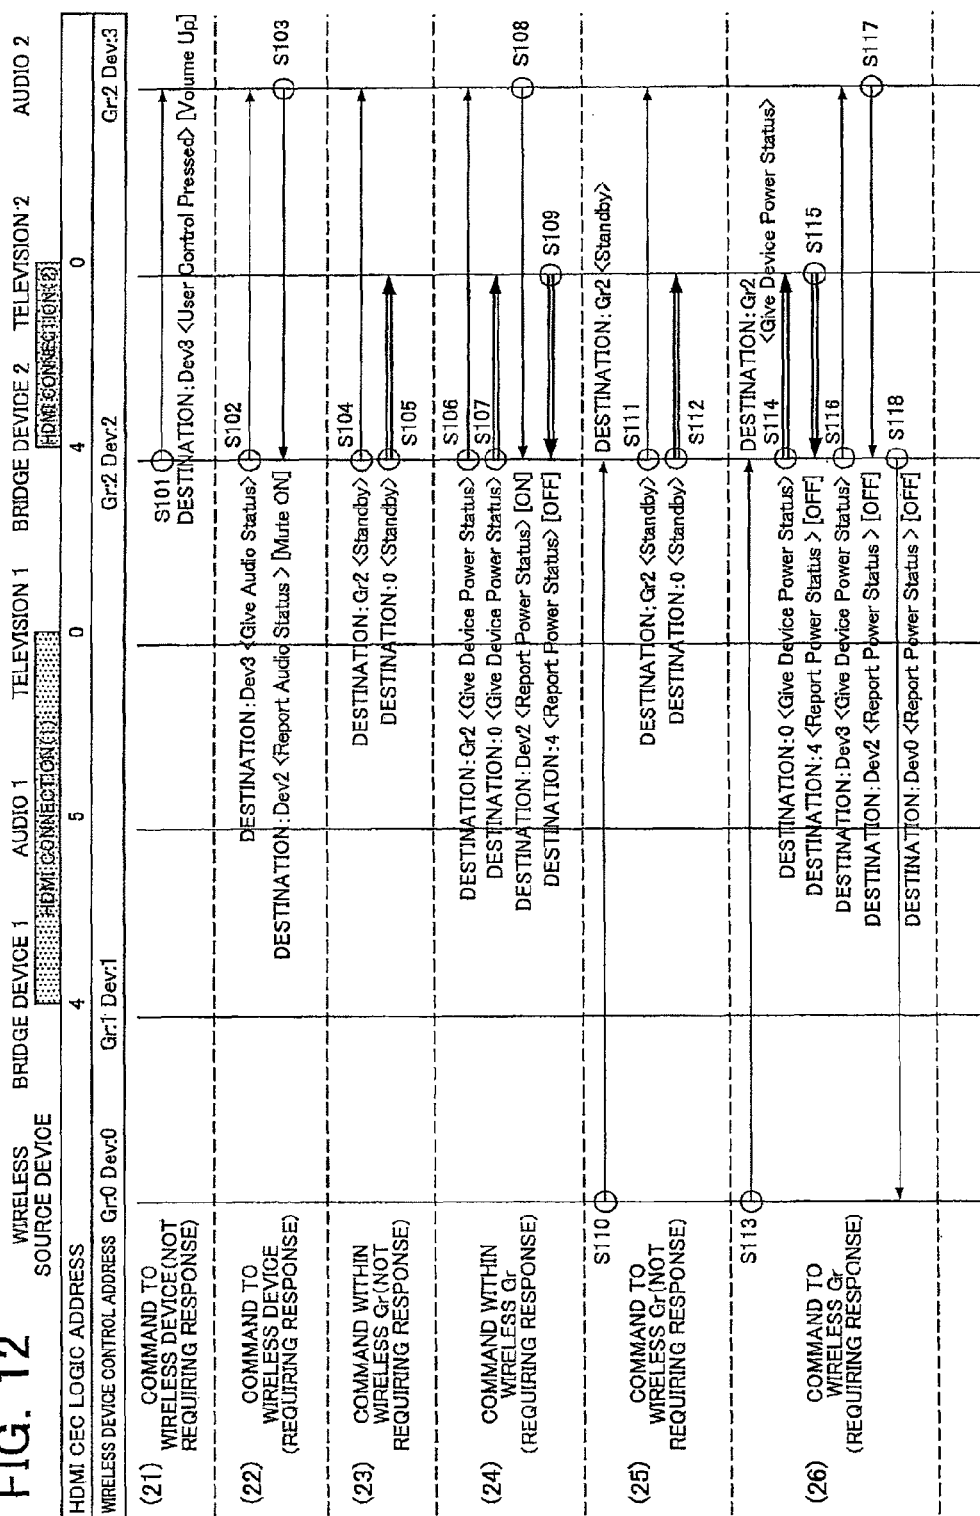 FIG. 12
WIRELESS SOURCE DEVICE
BRIDGE DEVICE 1
AUDIO 1
TELEVISION 1
BRIDGE DEVICE 2
TELEVISION 2
AUDIO 2
HDMI CONNECTION(1)
HDMI CONNECTION(2)
HDMI CEC LOGIC ADDRESS
4
5
0
4
0
WIRELESS DEVICE CONTROL ADDRESS
Gr:0 Dev:0
Gr:1 Dev:1
Gr:2 Dev:2
Gr:2 Dev:3
(21) COMMAND TO
WIRELESS DEVICE(NOT
REQUIRING RESPONSE)
S101
DESTINATION:Dev3 <User Control Pressed> [Volume Up]
(22) COMMAND TO
WIRELESS DEVICE
(REQUIRING RESPONSE)
S102
DESTINATION:Dev3 <Give Audio Status>
DESTINATION:Dev2 <Report Audio Status > [Mute ON]
S103
(23) COMMAND WITHIN
WIRELESS Gr(NOT
REQUIRING RESPONSE)
S104
DESTINATION:Gr2 <Standby>
DESTINATION:0 <Standby>
S105
(24) COMMAND WITHIN
WIRELESS Gr
(REQUIRING RESPONSE)
S106
DESTINATION:Gr2 <Give Device Power Status>
S107
DESTINATION:0 <Give Device Power Status>
DESTINATION:Dev2 <Report Power Status> [ON]
S108
DESTINATION:4 <Report Power Status> [OFF]
S109
(25) COMMAND TO
WIRELESS Gr(NOT
REQUIRING RESPONSE)
S110
DESTINATION:Gr2 <Standby>
S111
DESTINATION:Gr2 <Standby>
DESTINATION:0 <Standby>
S112
(26) COMMAND TO
WIRELESS Gr
(REQUIRING RESPONSE)
S113
DESTINATION:Gr2
<Give Device Power Status>
S114
DESTINATION:0 <Give Device Power Status>
DESTINATION:4 <Report Power Status > [OFF]
S115
S116
DESTINATION:Dev3 <Give Device Power Status>
DESTINATION:Dev2 <Report Power Status > [OFF]
S117
DESTINATION:Dev0 <Report Power Status > [OFF]
S118